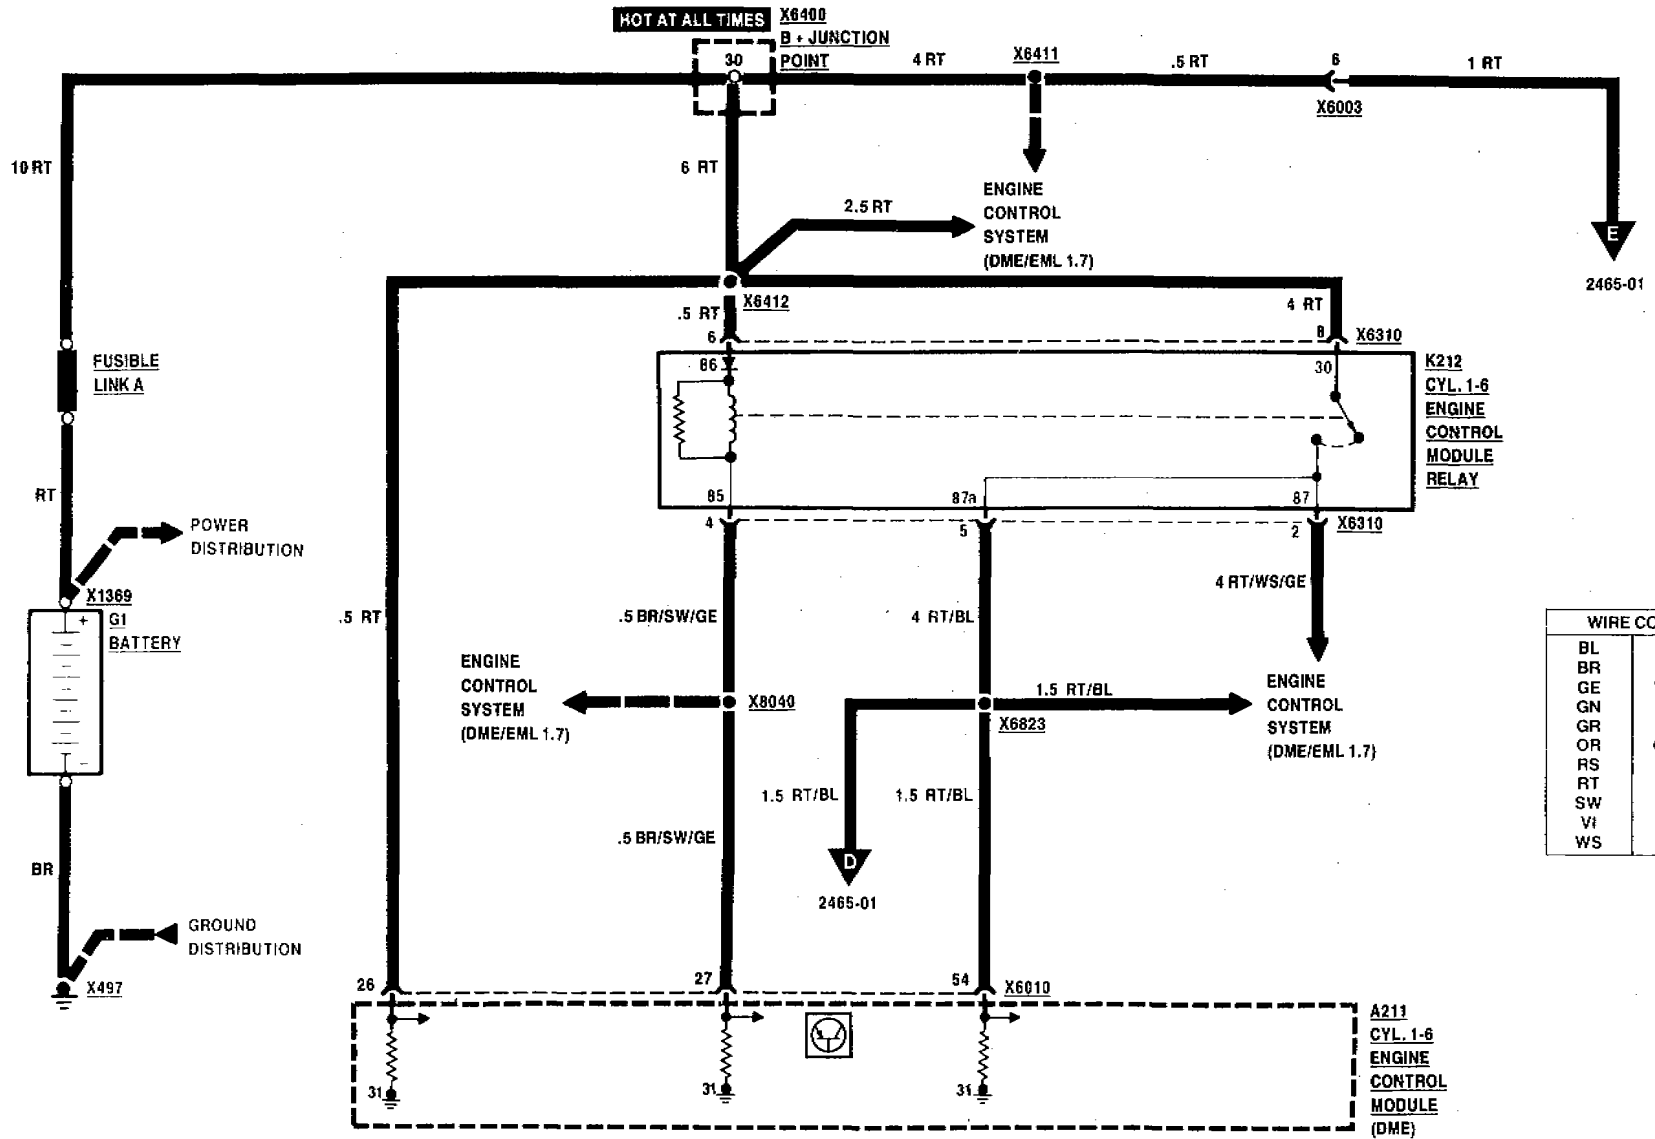 HOT AT ALL TIMES
X6400
B + JUNCTION
POINT
30
4 RT
X6411
.5 RT
6
1 RT
X6003
10 RT
6 RT
2.5 RT
ENGINE
CONTROL
SYSTEM
(DME/EML 1.7)
E
2465-01
X6412
.5 RT
4 RT
6
8
X6310
FUSIBLE
LINK A
86
30
K212
CYL. 1-6
ENGINE
CONTROL
MODULE
RELAY
RT
85
87a
87
4
5
2
X6310
POWER
DISTRIBUTION
X1369
+
G1
BATTERY
-
.5 RT
.5 BR/SW/GE
4 RT/BL
4 RT/WS/GE
ENGINE
CONTROL
SYSTEM
(DME/EML 1.7)
X8040
1.5 RT/BL
X6823
ENGINE
CONTROL
SYSTEM
(DME/EML 1.7)
WIRE CO
BL
BR
GE
GN
GR
OR
RS
RT
SW
VI
WS
1.5 RT/BL
1.5 RT/BL
.5 BR/SW/GE
D
2465-01
BR
GROUND
DISTRIBUTION
X497
26
27
54
X6010
31
31
31
A211
CYL. 1-6
ENGINE
CONTROL
MODULE
(DME)